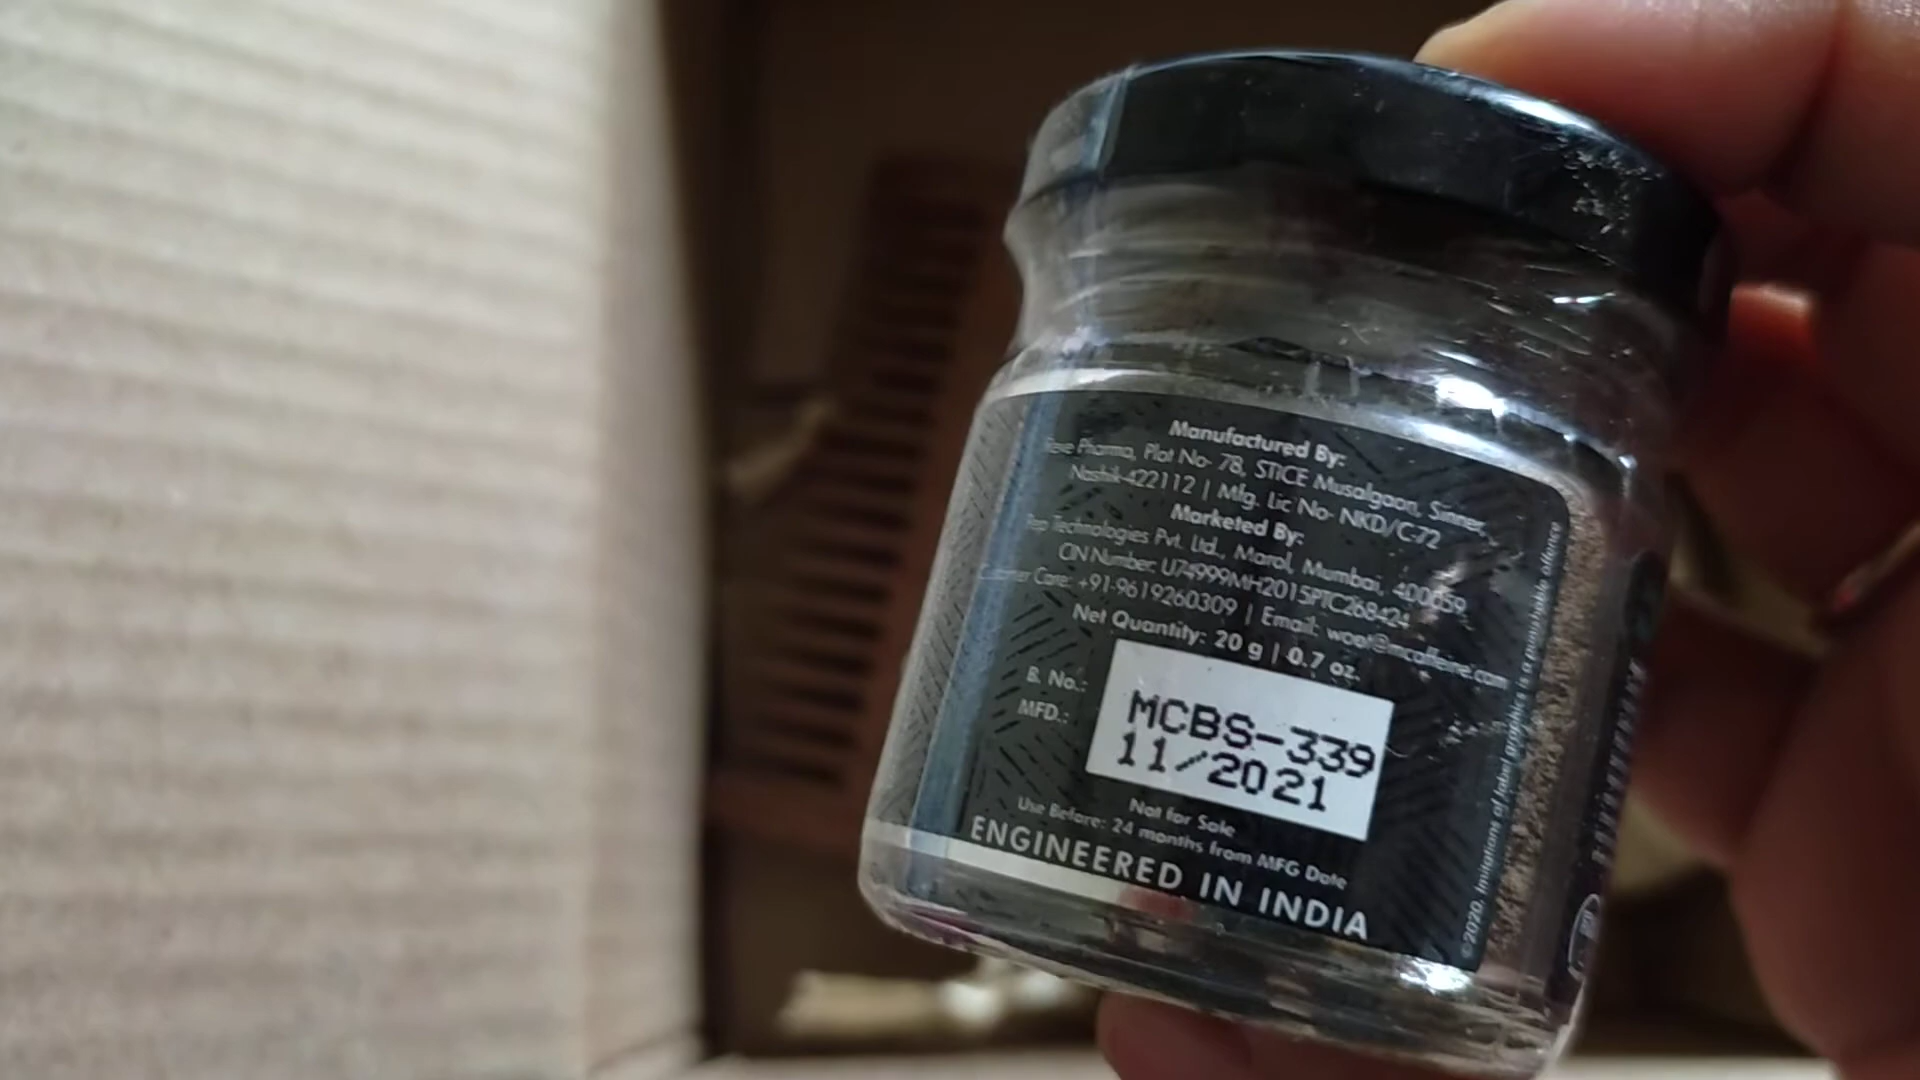 Manufactured By:
Reve Pharma, Plot No- 78, STICE Musalgaon, Sinner,
Nashik-422112 | Mfg. Lic No- NKD/C-72
Marketed By:
Pep Technologies Pvt. Ltd., Marol, Mumbai, 400059
CIN Number: U74999MH2015PTC268424
Customer Care: +91-9619260309 | Email: woot@mcaffeine.com
Net Quantity: 20 g | 0.7 oz.
B. No.: MCBS-339
MFD.: 11/2021
Not for Sale
Use Before: 24 months from MFG Date
ENGINEERED IN INDIA
©2020. Imitations of label graphics is a punishable offence